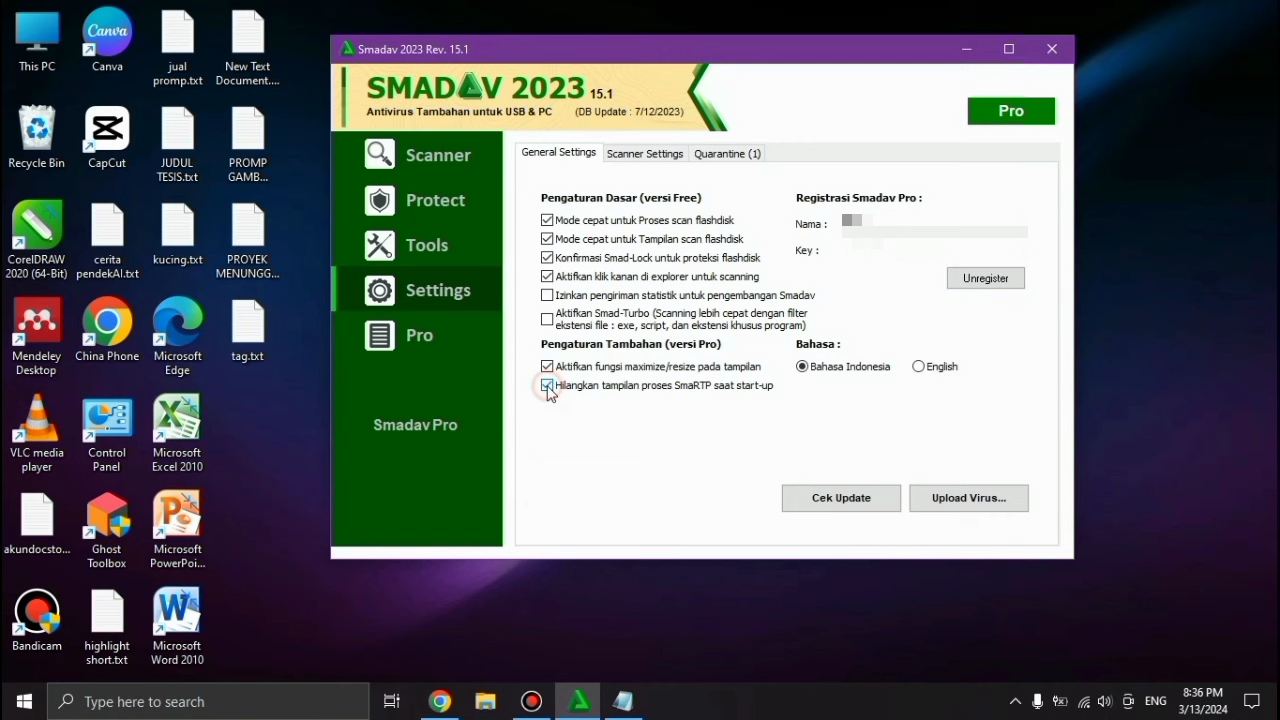 This PC
Canva
jual
promp.txt
New Text
Document....
Recycle Bin
CapCut
JUDUL
TESIS.txt
PROMP
GAMB...
CorelDRAW
2020 (64-Bit)
cerita
pendekAI.txt
kucing.txt
PROYEK
MENUNGG...
Mendeley
Desktop
China Phone
Microsoft
Edge
tag.txt
VLC media
player
Control
Panel
Microsoft
Excel 2010
akundocsto...
Ghost
Toolbox
Microsoft
PowerPoi...
Bandicam
highlight
short.txt
Microsoft
Word 2010
Smadav 2023 Rev. 15.1
SMADAV 2023 15.1
Antivirus Tambahan untuk USB & PC (DB Update : 7/12/2023)
Pro
Scanner
Protect
Tools
Settings
Pro
Smadav Pro
General Settings
Scanner Settings
Quarantine (1)
Pengaturan Dasar (versi Free)
Mode cepat untuk Proses scan flashdisk
Mode cepat untuk Tampilan scan flashdisk
Konfirmasi Smad-Lock untuk proteksi flashdisk
Aktifkan klik kanan di explorer untuk scanning
Izinkan pengiriman statistik untuk pengembangan Smadav
Aktifkan Smad-Turbo (Scanning lebih cepat dengan filter
ekstensi file : exe, script, dan ekstensi khusus program)
Pengaturan Tambahan (versi Pro)
Aktifkan fungsi maximize/resize pada tampilan
Hilangkan tampilan proses SmaRTP saat start-up
Registrasi Smadav Pro :
Nama :
Key :
Unregister
Bahasa :
Bahasa Indonesia
English
Cek Update
Upload Virus...
Type here to search
ENG
8:36 PM
3/13/2024